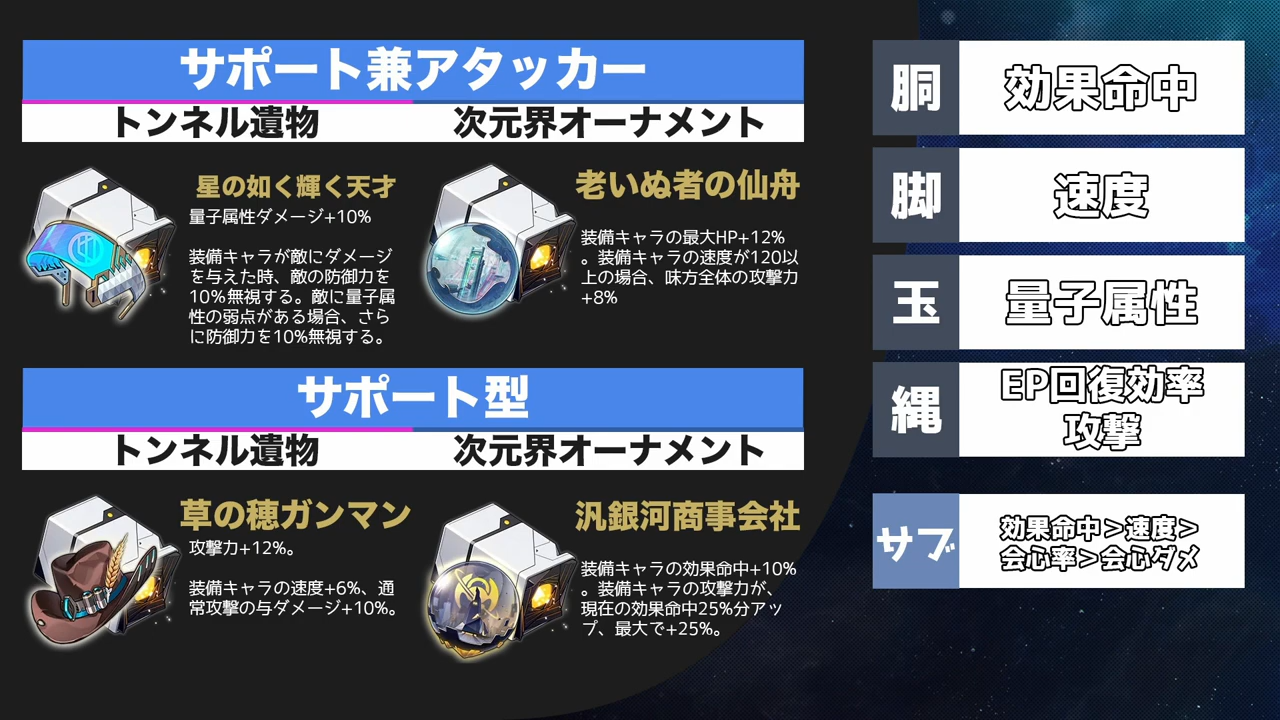 サポート兼アタッカー
トンネル遺物
次元界オーナメント
星の如く輝く天才
量子属性ダメージ+10%
装備キャラが敵にダメージ
を与えた時、敵の防御力を
10%無視する。敵に量子属
性の弱点がある場合、さら
に防御力を10%無視する。
老いぬ者の仙舟
装備キャラの最大HP+12%
。装備キャラの速度が120以
上の場合、味方全体の攻撃力
+8%
サポート型
トンネル遺物
次元界オーナメント
草の穂ガンマン
攻撃力+12%。
装備キャラの速度+6%、通
常攻撃の与ダメージ+10%。
汎銀河商事会社
装備キャラの効果命中+10%
。装備キャラの攻撃力が、
現在の効果命中25%分アッ
プ、最大で+25%。
胴
効果命中
脚
速度
玉
量子属性
縄
EP回復効率
攻撃
サブ
効果命中＞速度＞
会心率＞会心ダメ